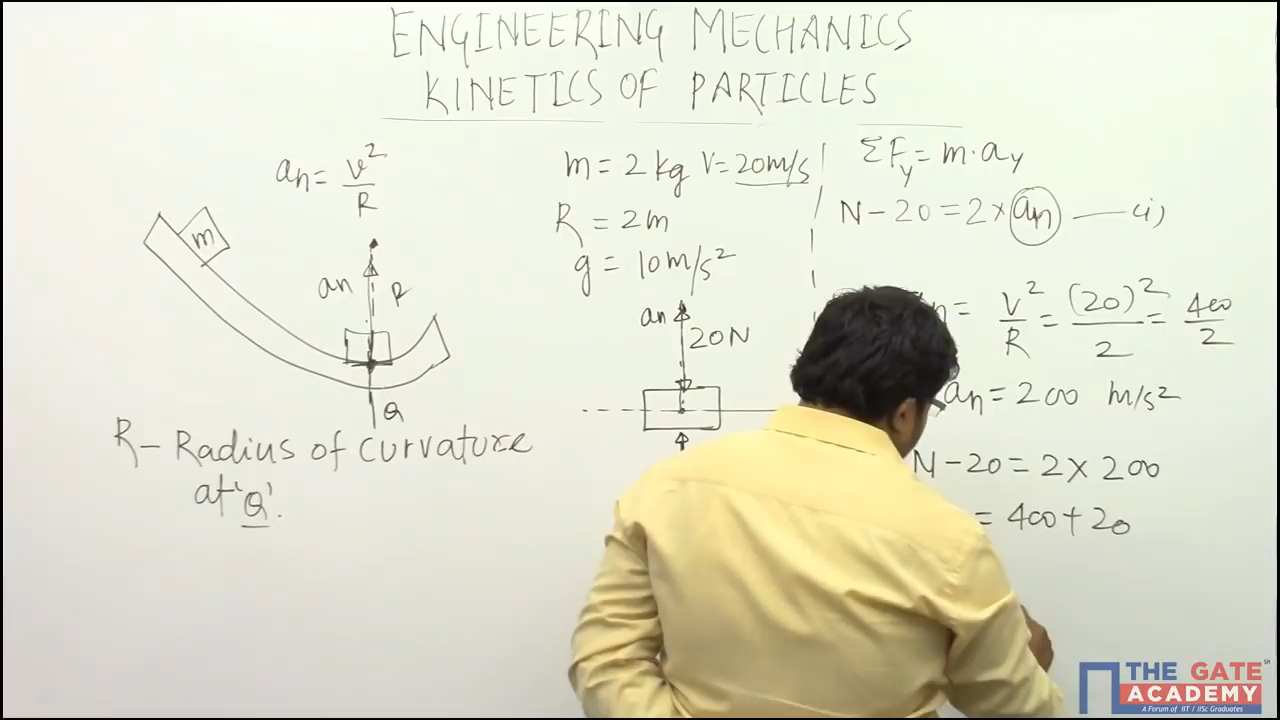 ENGINEERING MECHANICS
KINETICS OF PARTICLES
an = v²/R
m
an
R
Q
R – Radius of curvature
at 'Q'.
m = 2 kg V = 20m/s
R = 2m
g = 10m/s²
an
20N
ΣFy = m·ay
N – 20 = 2 × an — (i)
= V²/R = (20)²/2 = 400/2
an = 200 m/s²
N – 20 = 2 × 200
= 400 + 20
THE GATE
ACADEMY
A Forum of IIT / IISc Graduates